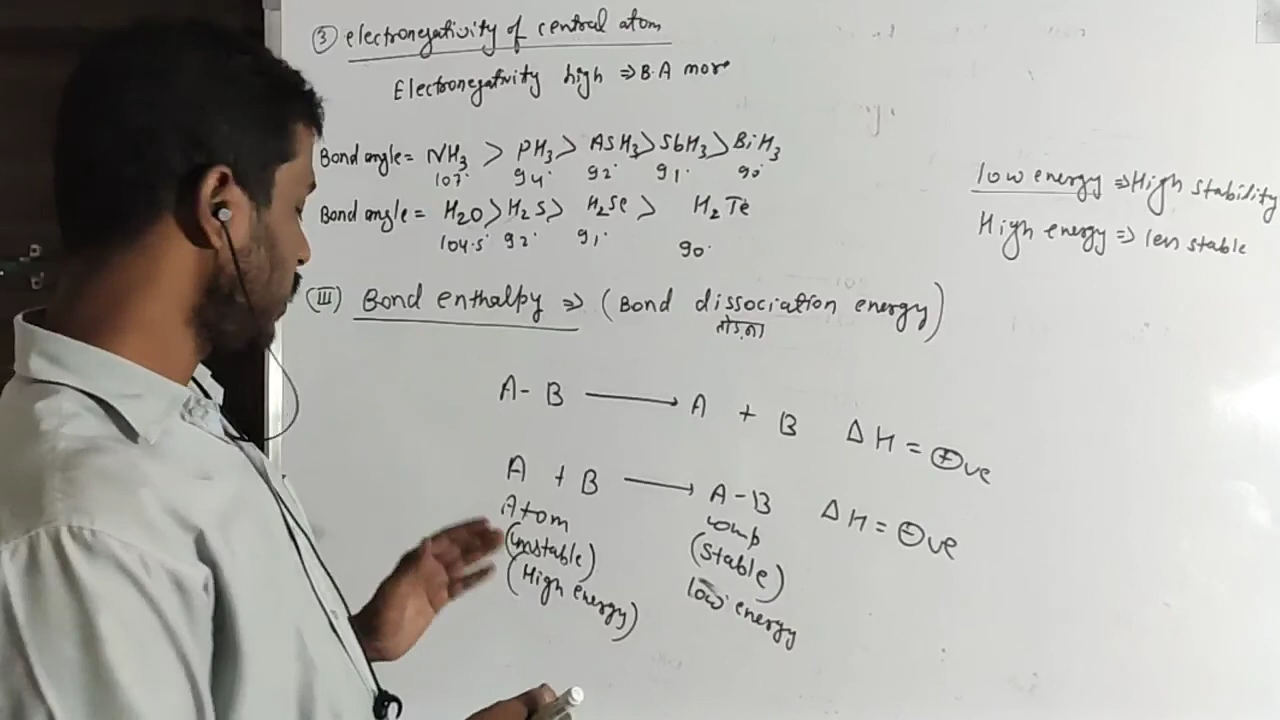 ③ electronegativity of central atom
Electronegativity high ⇒ B.A more
Bond angle = NH₃ > PH₃ > AsH₃ > SbH₃ > BiH₃
107° 94° 92° 91° 90°
Bond angle = H₂O > H₂S > H₂Se > H₂Te
104.5° 92° 91° 90°
low energy ⇒ High stability
High energy ⇒ less stable
(III) Bond enthalpy ⇒ (Bond dissociation energy)
तोड़ना
A - B ⟶ A + B ΔH = ⊕ve
A + B ⟶ A - B ΔH = ⊖ve
Atom comp
(unstable) (stable)
(High energy) low energy